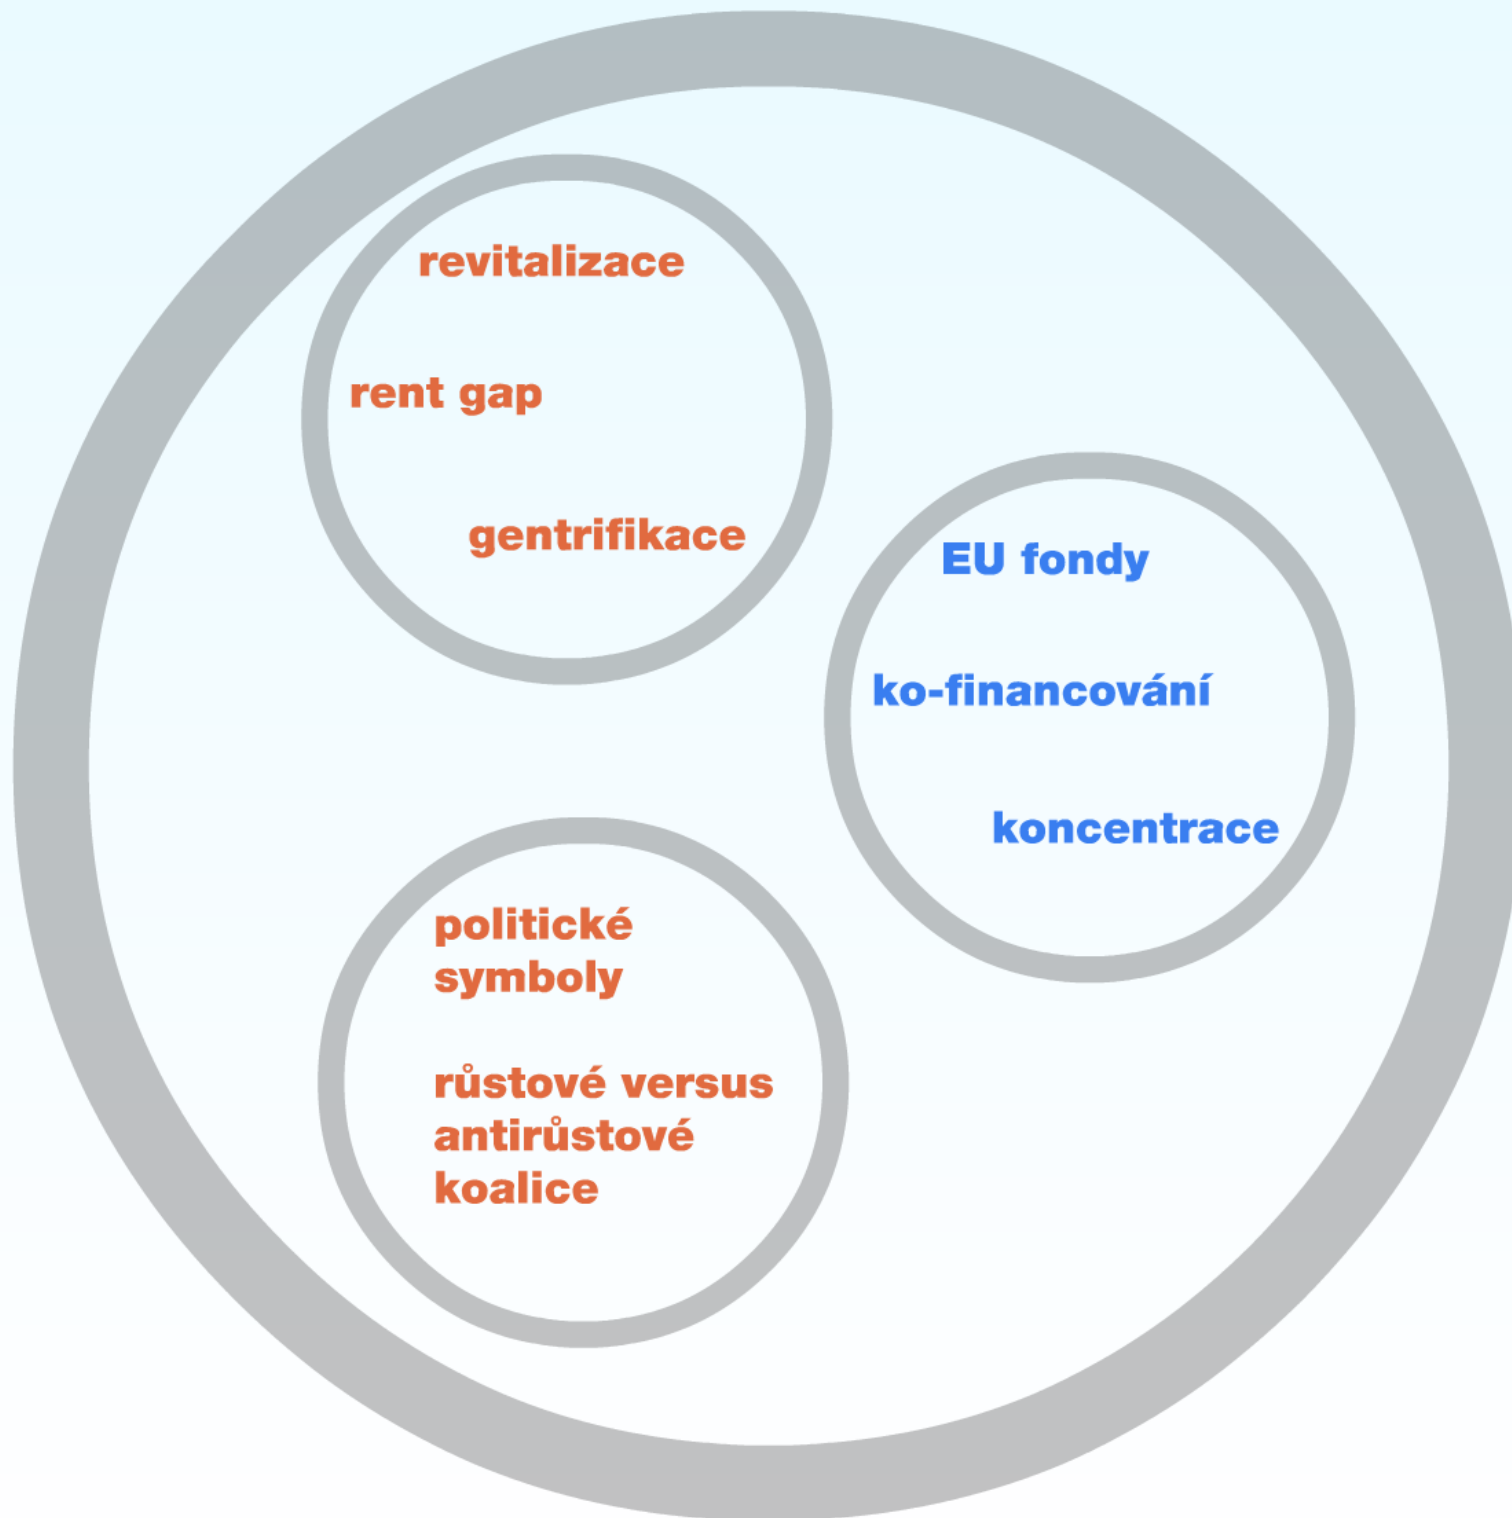 revitalizace
rent gap
gentrifikace
EU fondy
ko-financování
koncentrace
politické
symboly
růstové versus
antirůstové
koalice